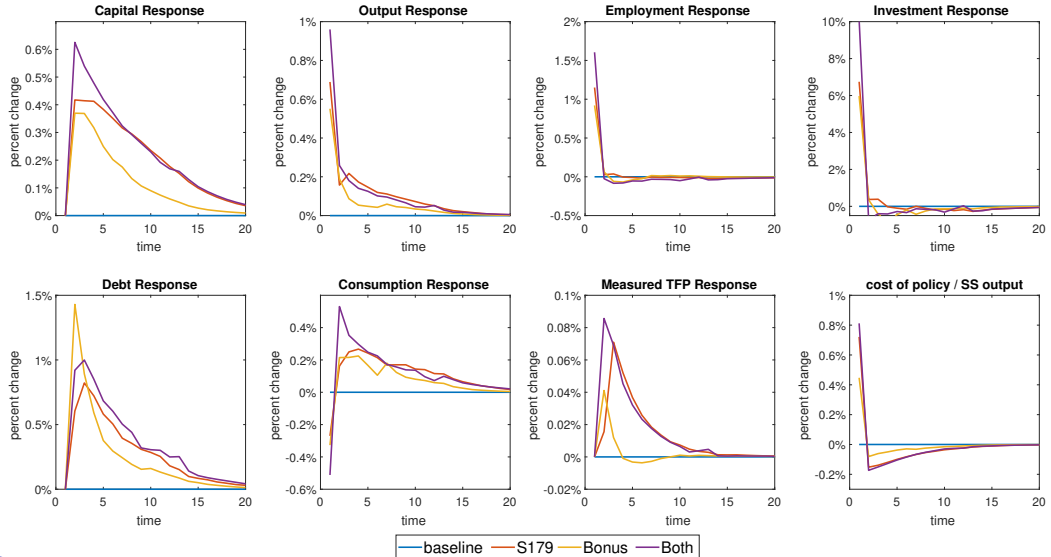 Capital Response
0.6%
0.5%
0.4%
0.3%
0.2%
0.1%
0%
0 5 10 15 20
percent change
time
Output Response
1%
0.8%
0.6%
0.4%
0.2%
0
0 5 10 15 20
percent change
time
Employment Response
2%
1.5%
1%
0.5%
0%
-0.5%
0 5 10 15 20
percent change
time
Investment Response
10%
8%
6%
4%
2%
0%
0 5 10 15 20
percent change
time
Debt Response
1.5%
1%
0.5%
0%
0 5 10 15 20
percent change
time
Consumption Response
0.4%
0.2%
0%
-0.2%
-0.4%
-0.6%
0 5 10 15 20
percent change
time
Measured TFP Response
0.1%
0.08%
0.06%
0.04%
0.02%
0%
-0.02%
0 5 10 15 20
percent change
time
cost of policy / SS output
1%
0.8%
0.6%
0.4%
0.2%
0%
-0.2%
0 5 10 15 20
percent change
time
baseline S179 Bonus Both